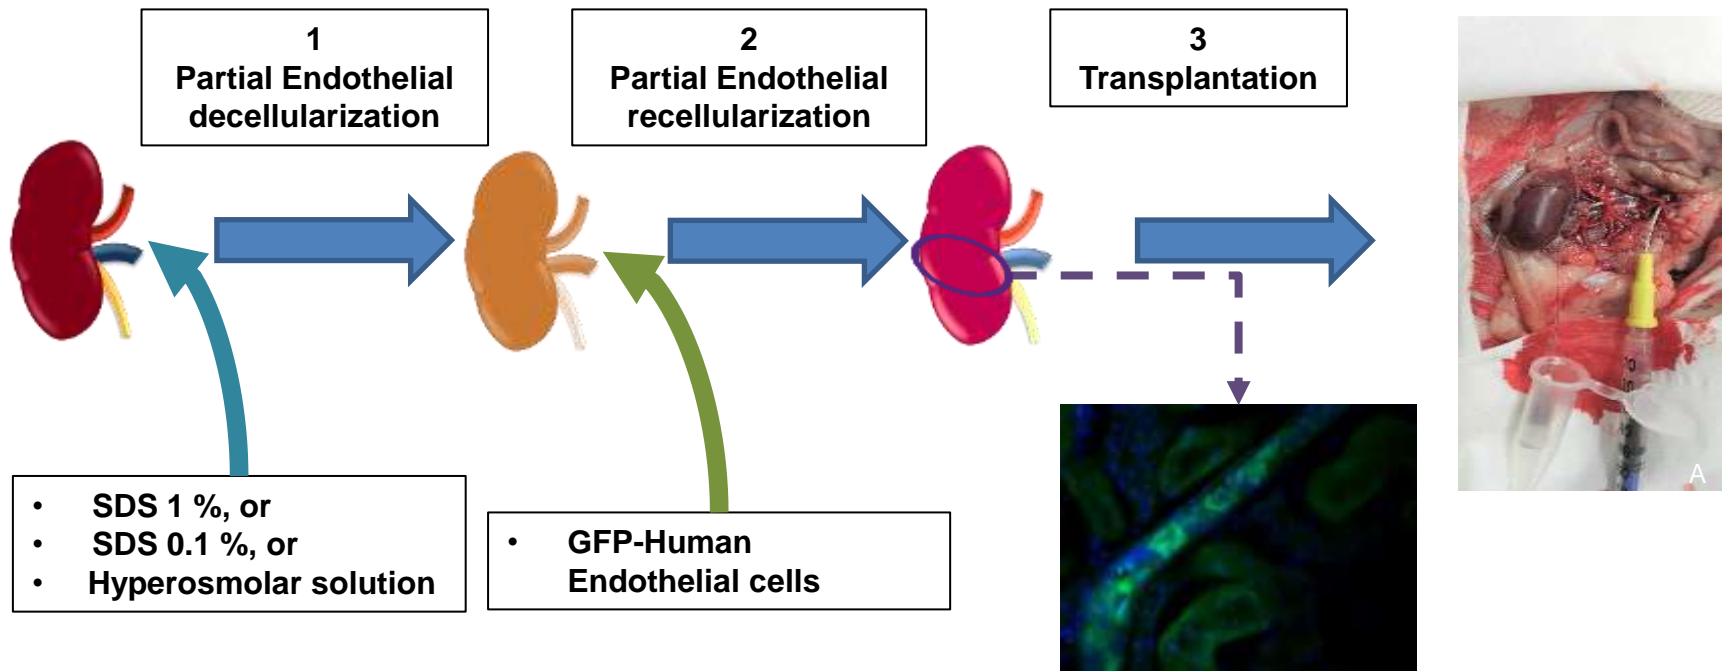 1
Partial Endothelial
decellularization
2
Partial Endothelial
recellularization
3
Transplantation
• SDS 1 %, or
• SDS 0.1 %, or
• Hyperosmolar solution
• GFP-Human
Endothelial cells
A